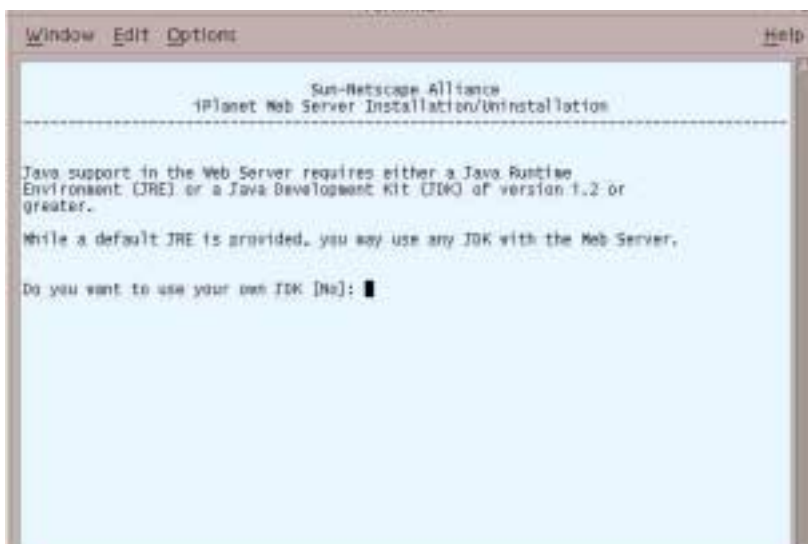 Window Edit Options Help
Sun-Netscape Alliance
iPlanet Web Server Installation/Uninstallation
--------------------------------------------------------------------------------
Java support in the Web Server requires either a Java Runtime
Environment (JRE) or a Java Development Kit (JDK) of version 1.2 or
greater.
While a default JRE is provided, you may use any JDK with the Web Server.
Do you want to use your own JDK [No]: